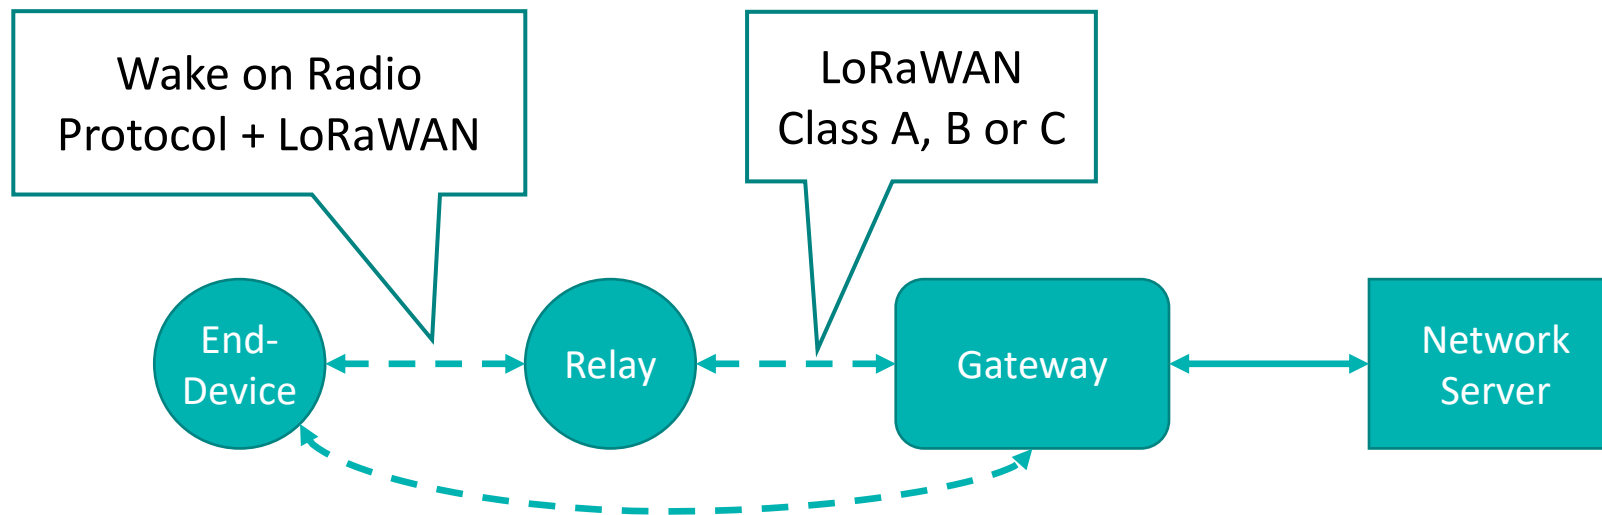 Wake on Radio
Protocol + LoRaWAN
LoRaWAN
Class A, B or C
End-
Device
Relay
Gateway
Network
Server